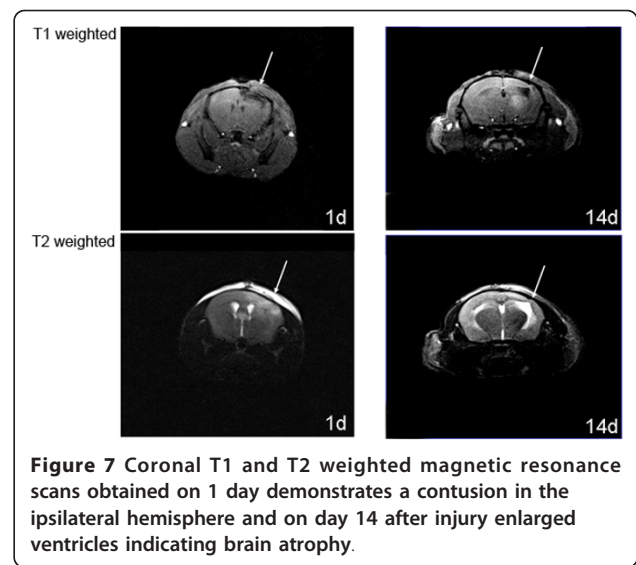 T1 weighted
1d
14d
T2 weighted
1d
14d
Figure 7 Coronal T1 and T2 weighted magnetic resonance
scans obtained on 1 day demonstrates a contusion in the
ipsilateral hemisphere and on day 14 after injury enlarged
ventricles indicating brain atrophy.